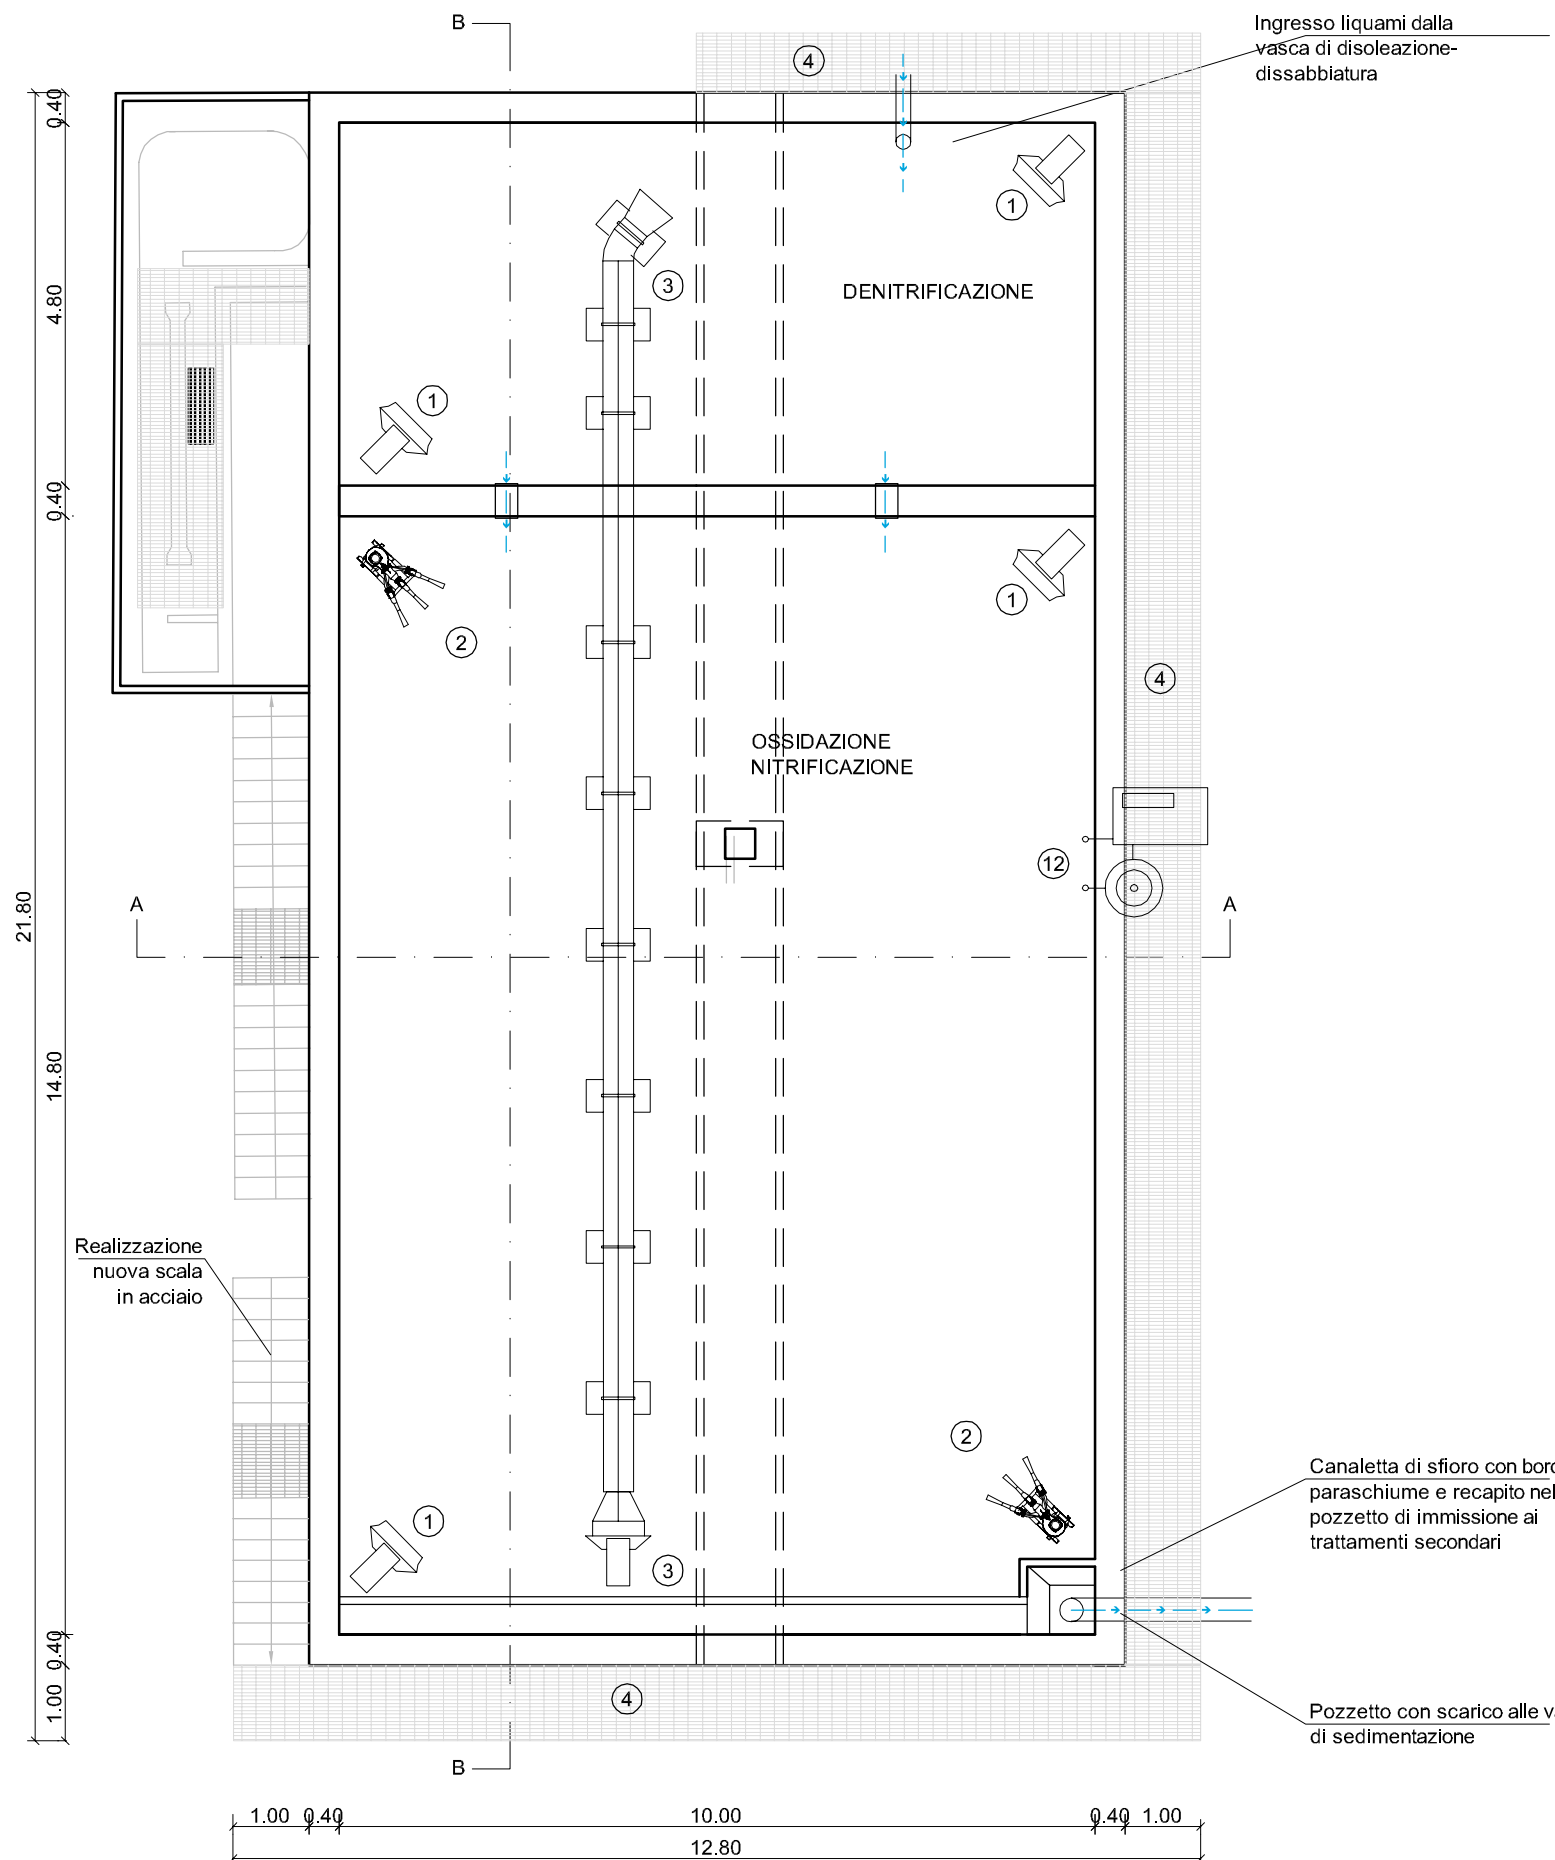 B
Ingresso liquami dalla
vasca di disoleazione-
dissabbiatura
4
0.40
1
3
DENITRIFICAZIONE
4.80
1
0.40
1
2
4
OSSIDAZIONE
NITRIFICAZIONE
12
21.80
A
A
14.80
Realizzazione
nuova scala
in acciaio
2
Canaletta di sfioro con
paraschiume e recapito nel
pozzetto di immissione ai
trattamenti secondari
1
3
0.40
1.00
4
Pozzetto con scarico alle
di sedimentazione
B
1.00 0.40 10.00 0.40 1.00
12.80